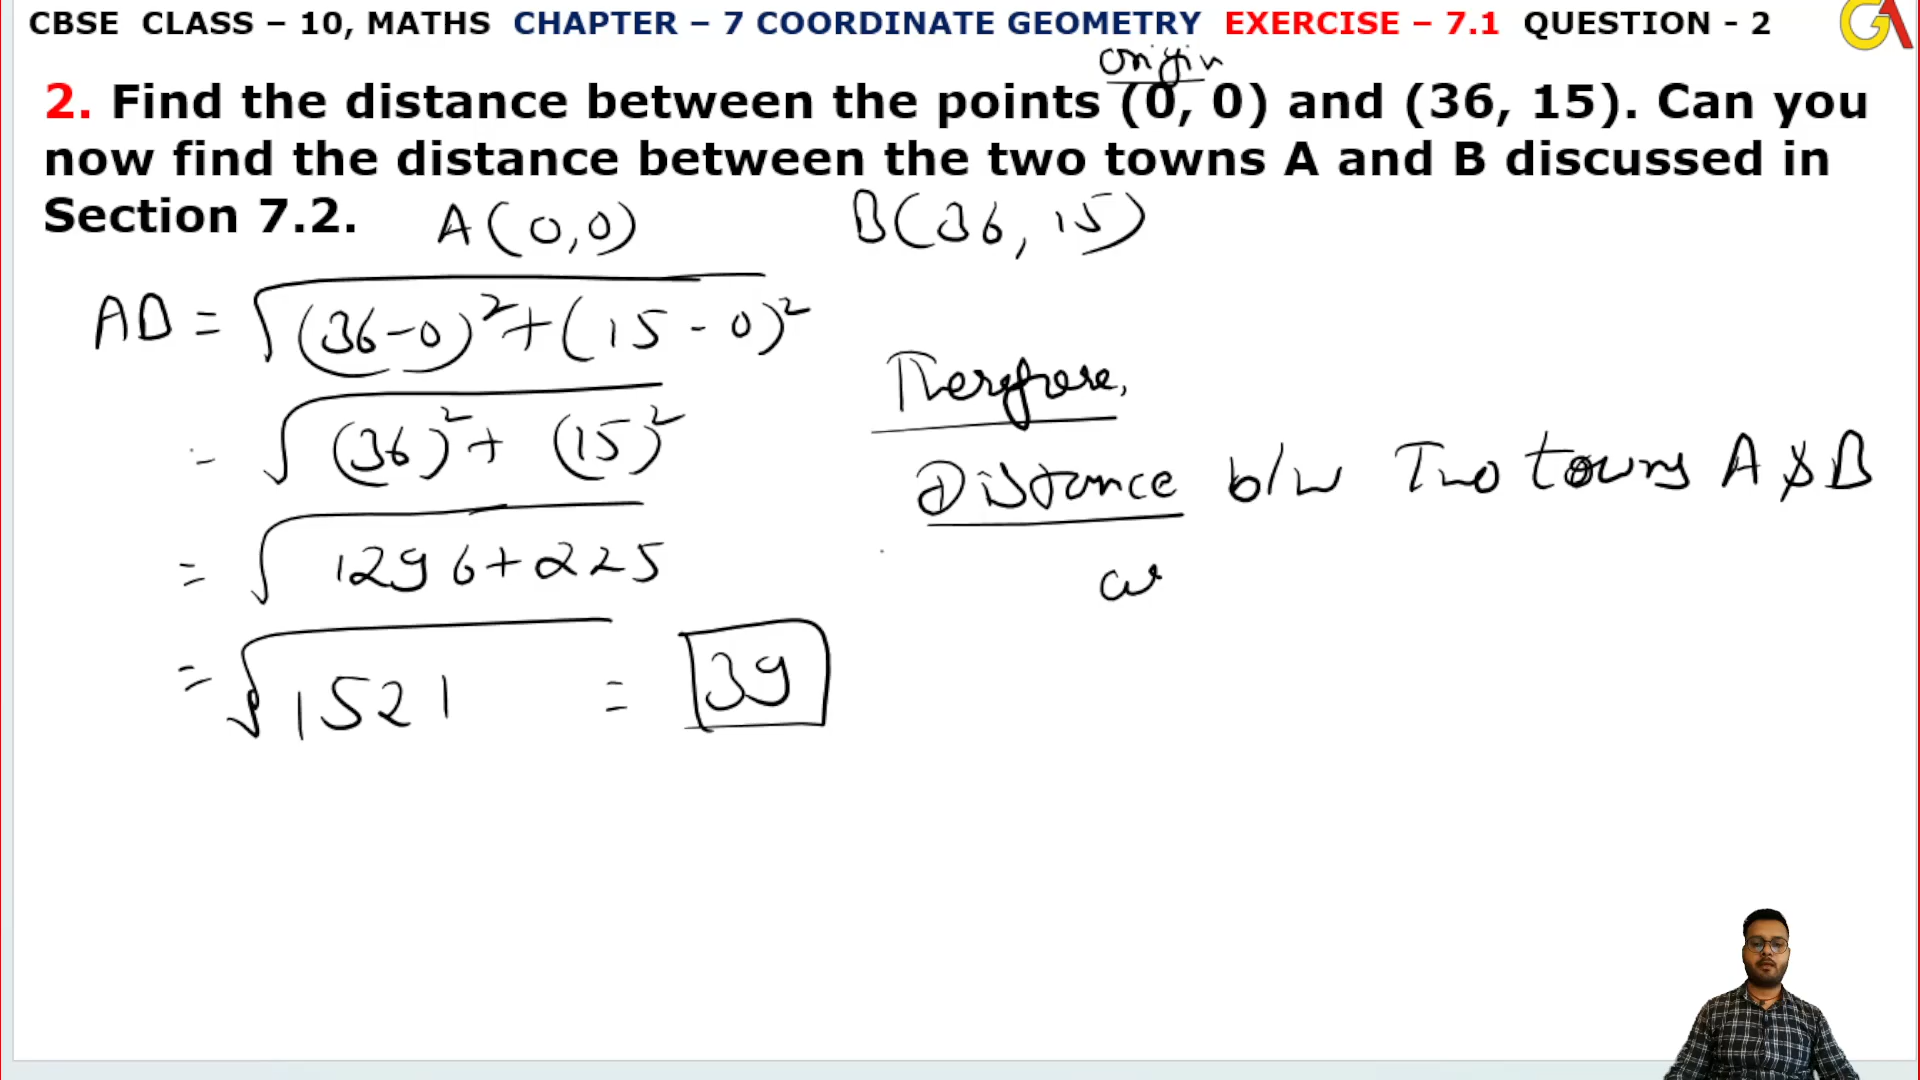 CBSE CLASS – 10, MATHS CHAPTER – 7 COORDINATE GEOMETRY EXERCISE – 7.1 QUESTION - 2
GA
origin
2. Find the distance between the points (0, 0) and (36, 15). Can you
now find the distance between the two towns A and B discussed in
Section 7.2.
A(0,0) B(36, 15)
AB = √(36-0)²+(15-0)²
= √(36)²+ (15)²
= √1296+225
= √1521 = 39
Therefore,
Distance b/w Two towns A & B